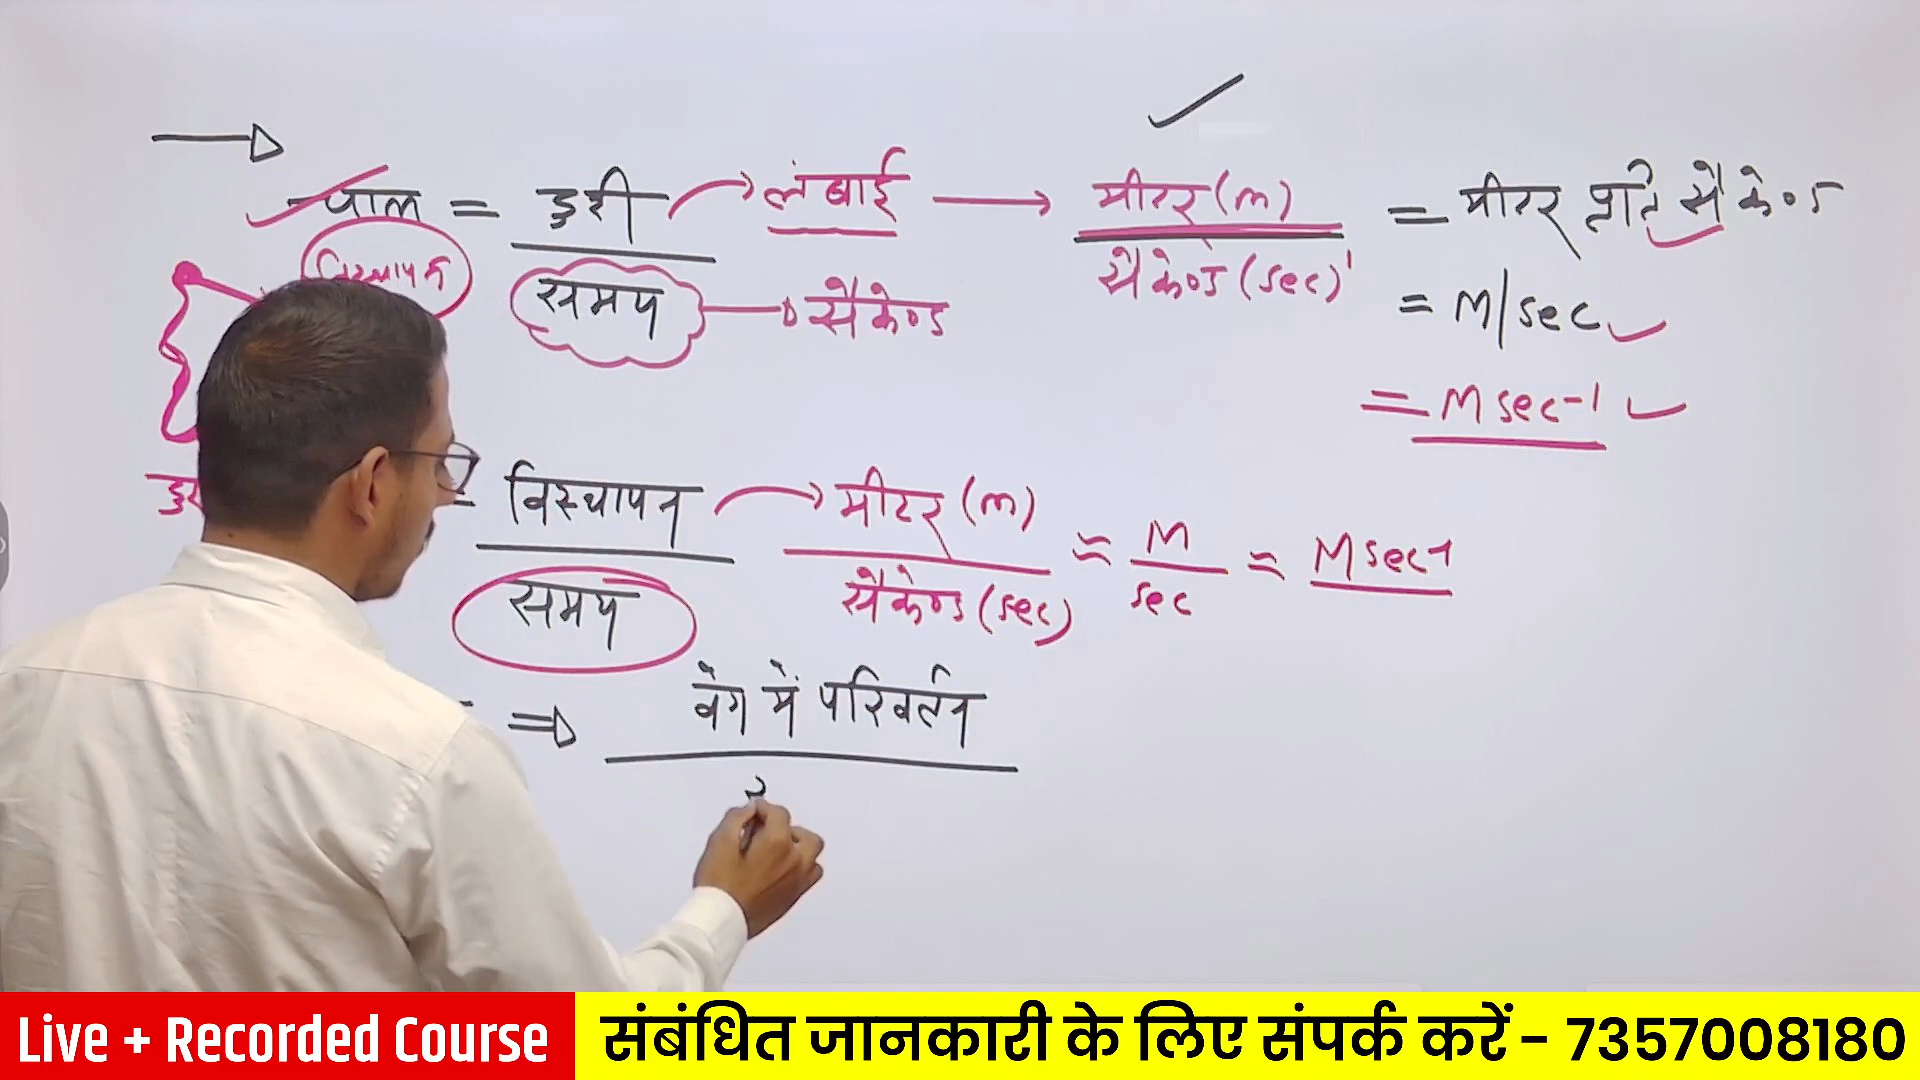 चाल = दुरी → लंबाई → मीटर (m) = मीटर प्रति सैकेण्ड
समय → सैकेण्ड सैकेण्ड (sec)¹ = M/sec
विस्थापन
= M sec-1
= विस्थापन → मीटर (m) = M = M sec-1
समय सैकेण्ड (sec) sec
⇒ वेग में परिवर्तन
Live + Recorded Course संबंधित जानकारी के लिए संपर्क करें – 7357008180